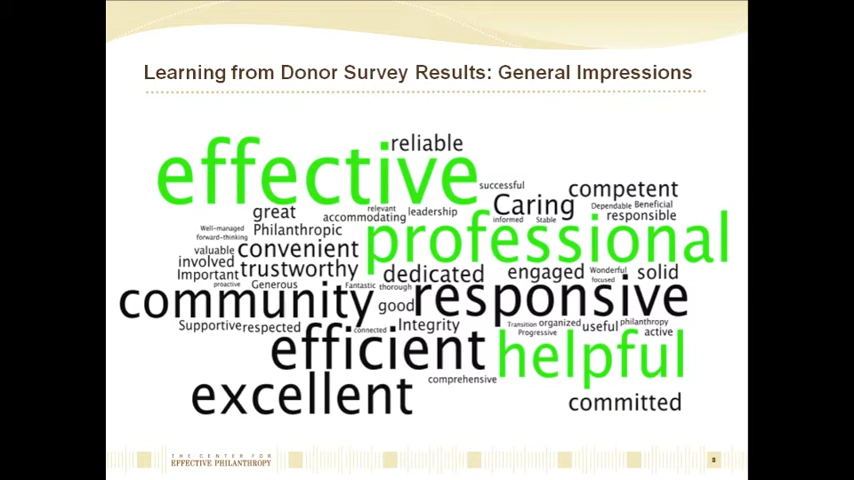 Learning from Donor Survey Results: General Impressions
reliable
effective
successful
competent
Caring
relevant
great
accommodating
leadership
informed
Stable
Dependable
Beneficial
responsible
Well-managed
Philanthropic
professional
forward-thinking
valuable
convenient
involved
trustworthy
dedicated
engaged
Wonderful
solid
Important
proactive
Generous
Fantastic
thorough
focused
community
good
responsive
Supportive
respected
connected
Integrity
Transition
organized
useful
philanthropy
Progressive
active
efficient
helpful
excellent
comprehensive
committed
THE CENTER FOR
EFFECTIVE PHILANTHROPY
8